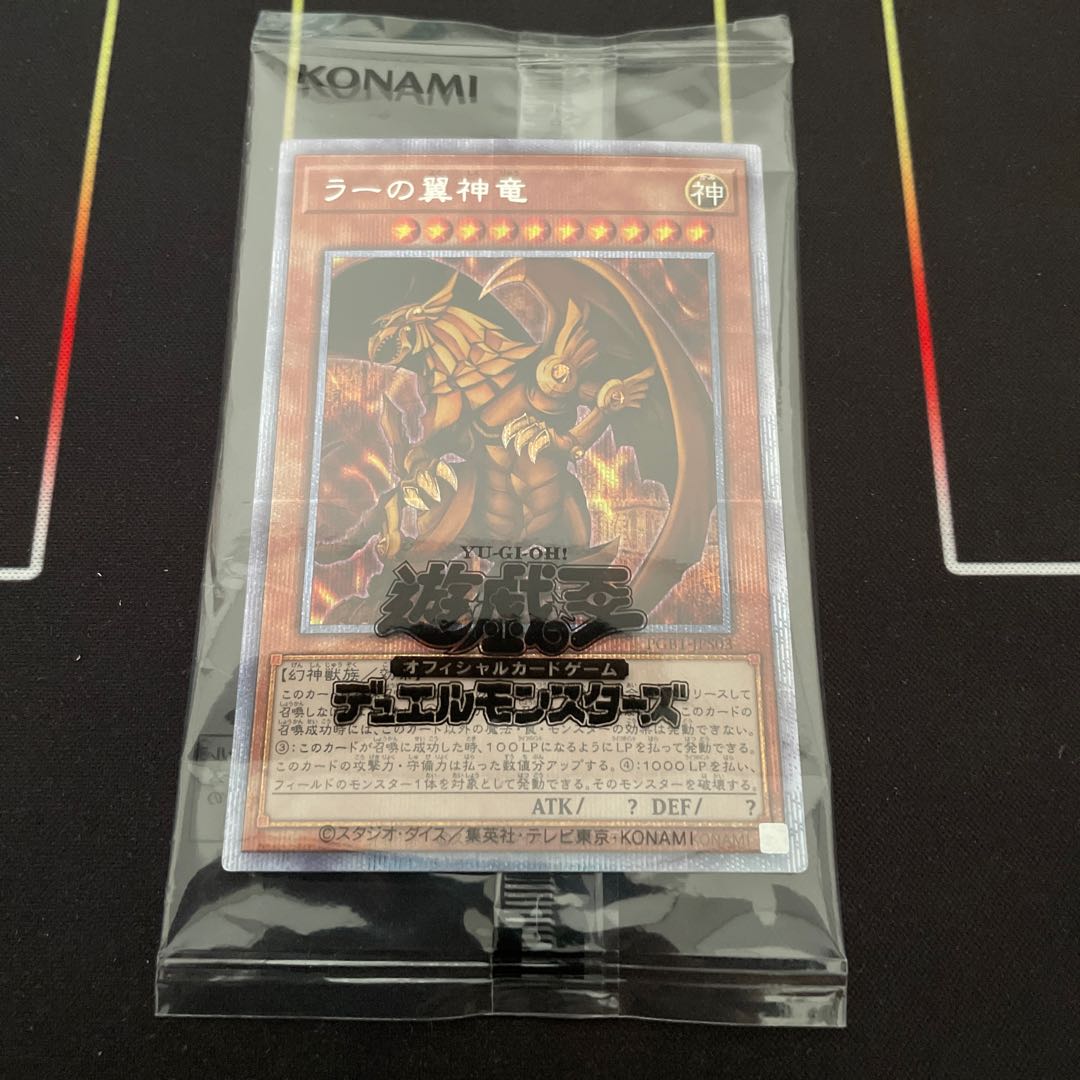 KONAMI
ラーの翼神竜
神
YU-GI-OH!
遊戯王
オフィシャルカードゲーム
デュエルモンスターズ
【幻神獣族／効果】
このカー
リースして
召喚しな
このカードの
召喚成功時には、このカード以外の魔法・罠・モンスターの効果は発動できない。
③：このカードが召喚に成功した時、100LPになるようにLPを払って発動できる。
このカードの攻撃力・守備力は払った数値分アップする。④：1000LPを払い、
フィールドのモンスター1体を対象として発動できる。そのモンスターを破壊する。
ATK/ ? DEF/ ?
©スタジオ・ダイス／集英社・テレビ東京・KONAMI